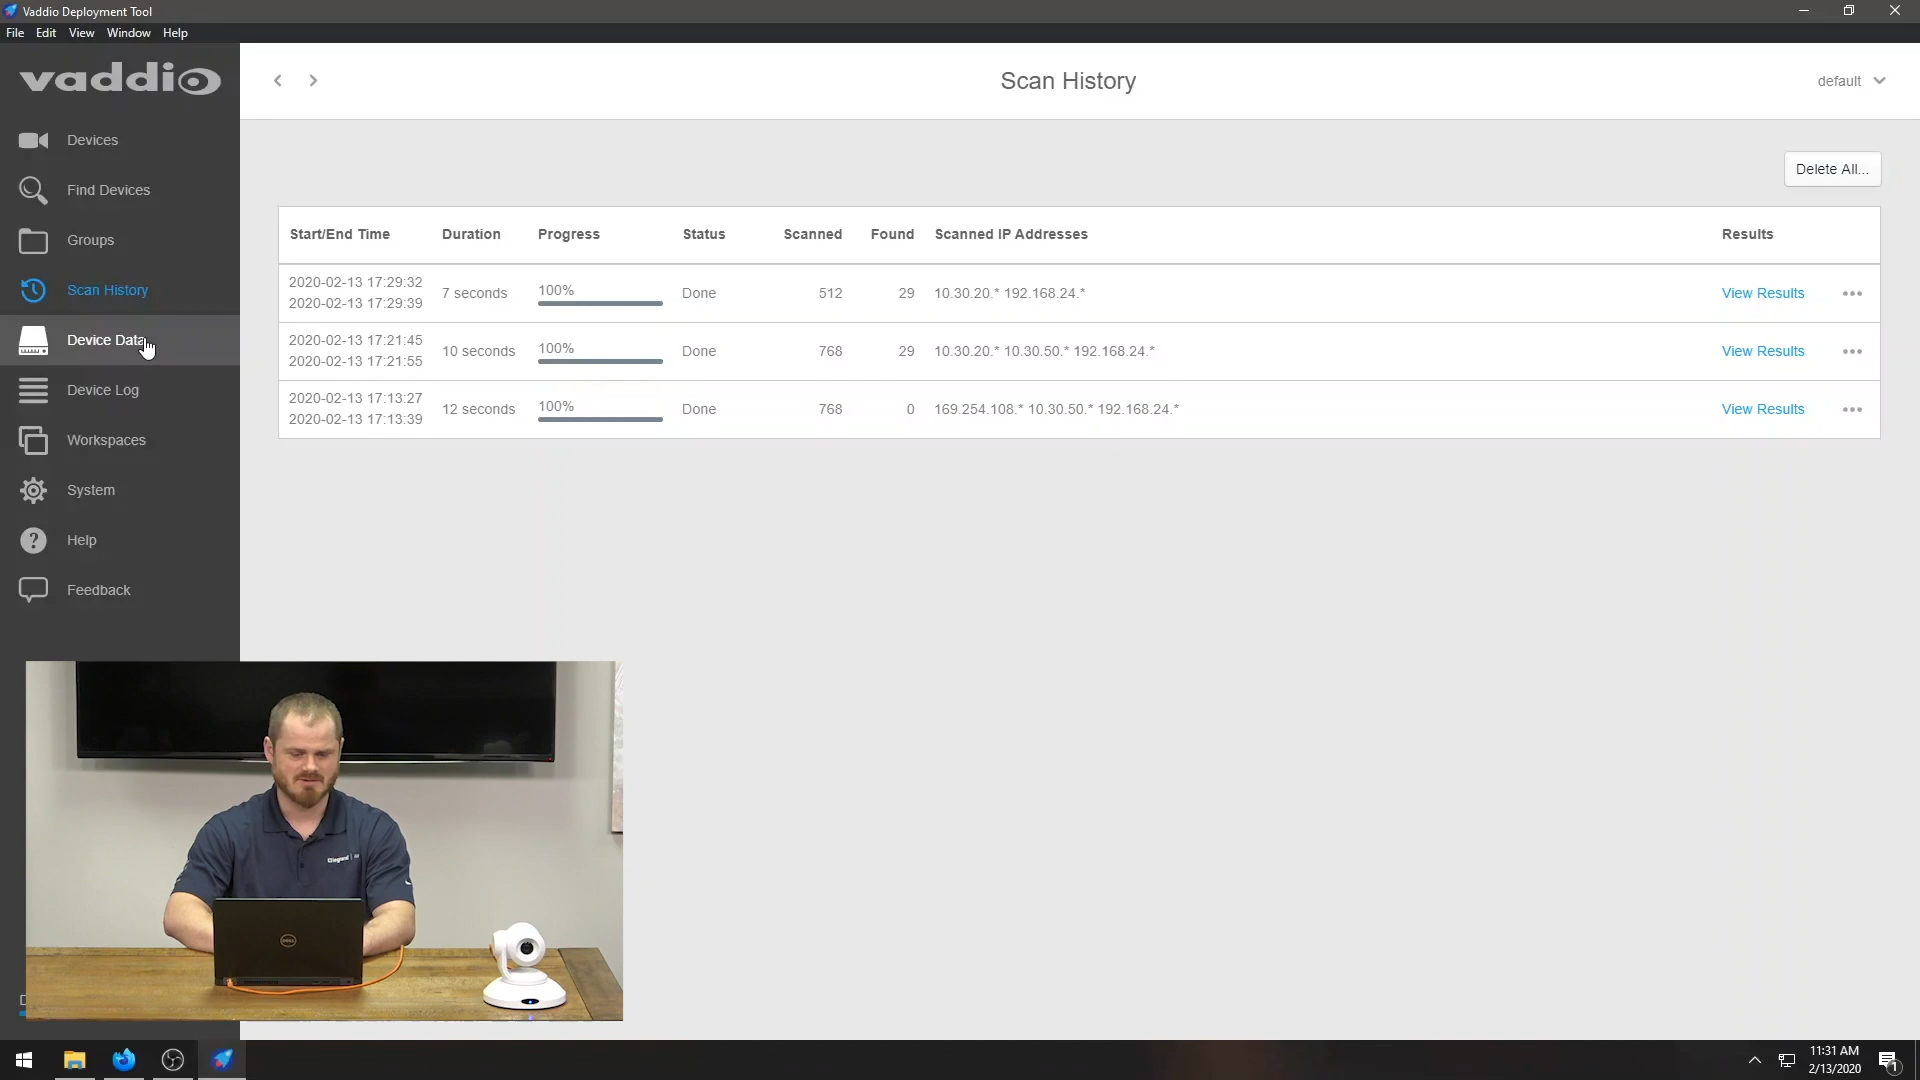 Vaddio Deployment Tool
File Edit View Window Help
vaddio
Scan History
default
Devices
Find Devices
Groups
Scan History
Device Data
Device Log
Workspaces
System
Help
Feedback
Delete All...
Start/End Time Duration Progress Status Scanned Found Scanned IP Addresses Results
2020-02-13 17:29:32
2020-02-13 17:29:39
7 seconds 100% Done 512 29 10.30.20.* 192.168.24.* View Results
2020-02-13 17:21:45
2020-02-13 17:21:55
10 seconds 100% Done 768 29 10.30.20.* 10.30.50.* 192.168.24.* View Results
2020-02-13 17:13:27
2020-02-13 17:13:39
12 seconds 100% Done 768 0 169.254.108.* 10.30.50.* 192.168.24.* View Results
legrand
DELL
11:31 AM
2/13/2020
1